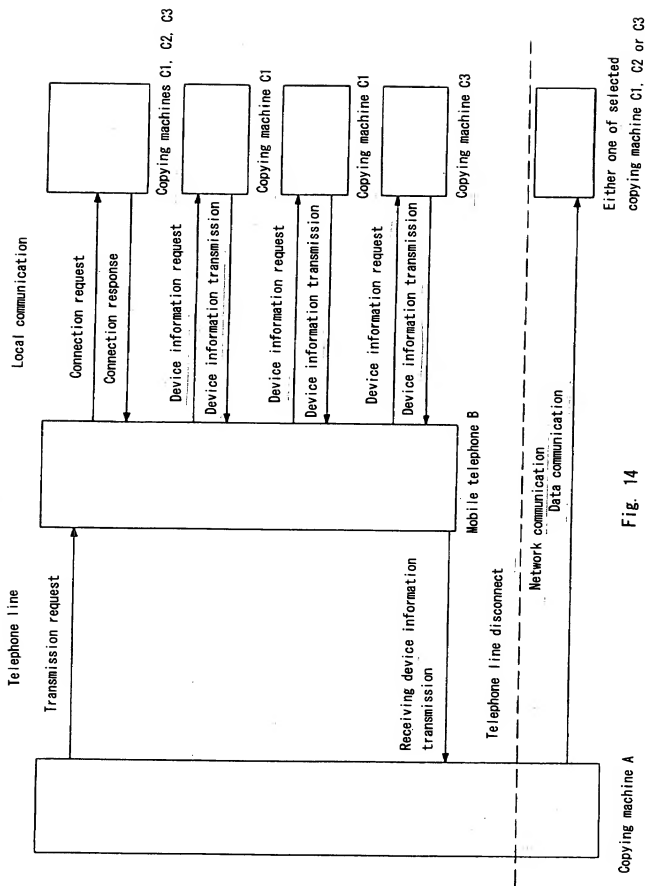 Telephone line
Local communication
Transmission request
Connection request
Connection response
Copying machines C1, C2, C3
Device information request
Device information transmission
Copying machine C1
Device information request
Device information transmission
Copying machine C1
Device information request
Device information transmission
Copying machine C3
Mobile telephone B
Receiving device information
transmission
Telephone line disconnect
Network communication
Data communication
Either one of selected
copying machine C1, C2 or C3
Copying machine A
Fig. 14